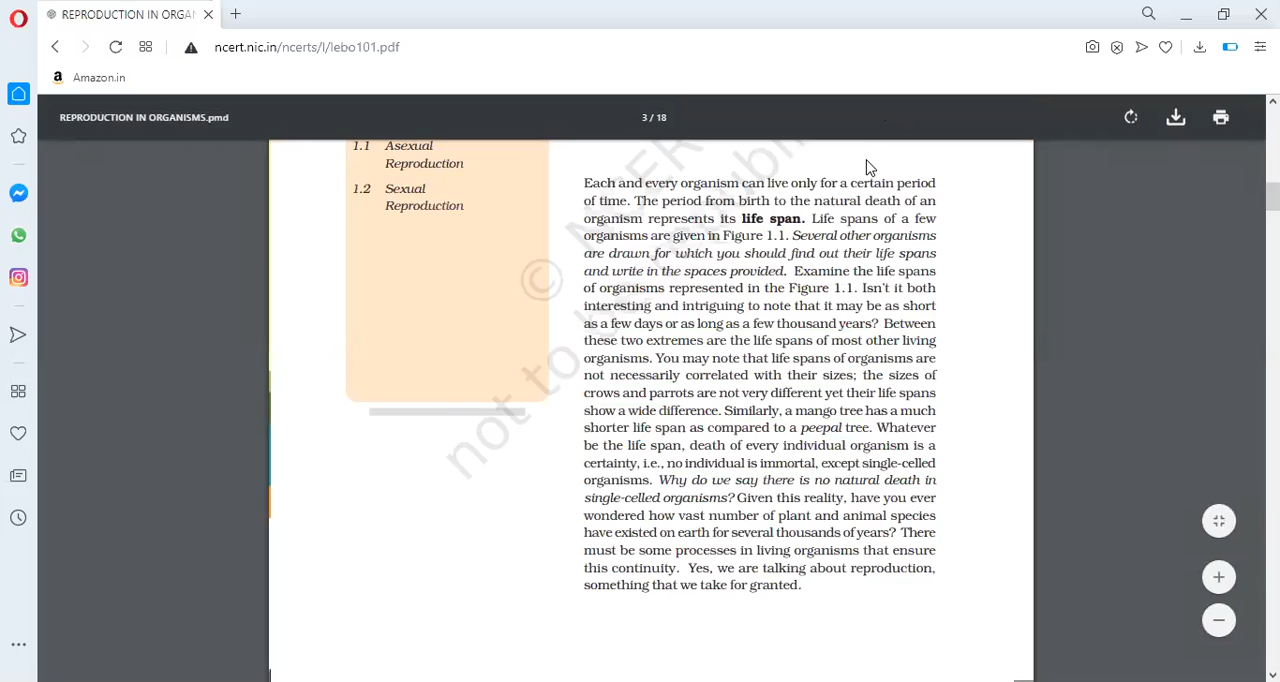 REPRODUCTION IN ORGAI
ncert.nic.in/ncerts/l/lebo101.pdf
a Amazon.in
REPRODUCTION IN ORGANISMS.pmd
3 / 18
1.1 Asexual
Reproduction
1.2 Sexual
Reproduction
Each and every organism can live only for a certain period
of time. The period from birth to the natural death of an
organism represents its life span. Life spans of a few
organisms are given in Figure 1.1. Several other organisms
are drawn for which you should find out their life spans
and write in the spaces provided. Examine the life spans
of organisms represented in the Figure 1.1. Isn't it both
interesting and intriguing to note that it may be as short
as a few days or as long as a few thousand years? Between
these two extremes are the life spans of most other living
organisms. You may note that life spans of organisms are
not necessarily correlated with their sizes; the sizes of
crows and parrots are not very different yet their life spans
show a wide difference. Similarly, a mango tree has a much
shorter life span as compared to a peepal tree. Whatever
be the life span, death of every individual organism is a
certainty, i.e., no individual is immortal, except single-celled
organisms. Why do we say there is no natural death in
single-celled organisms? Given this reality, have you ever
wondered how vast number of plant and animal species
have existed on earth for several thousands of years? There
must be some processes in living organisms that ensure
this continuity. Yes, we are talking about reproduction,
something that we take for granted.
© NCER
not to be republi